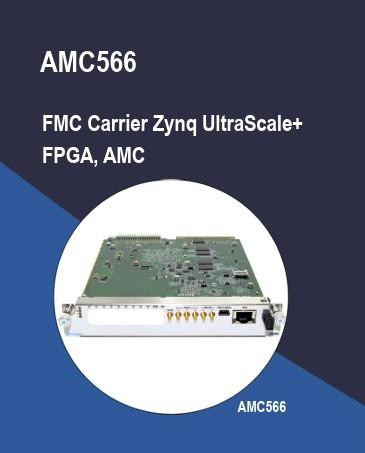 AMC566
FMC Carrier Zynq UltraScale+
FPGA, AMC
AMC566